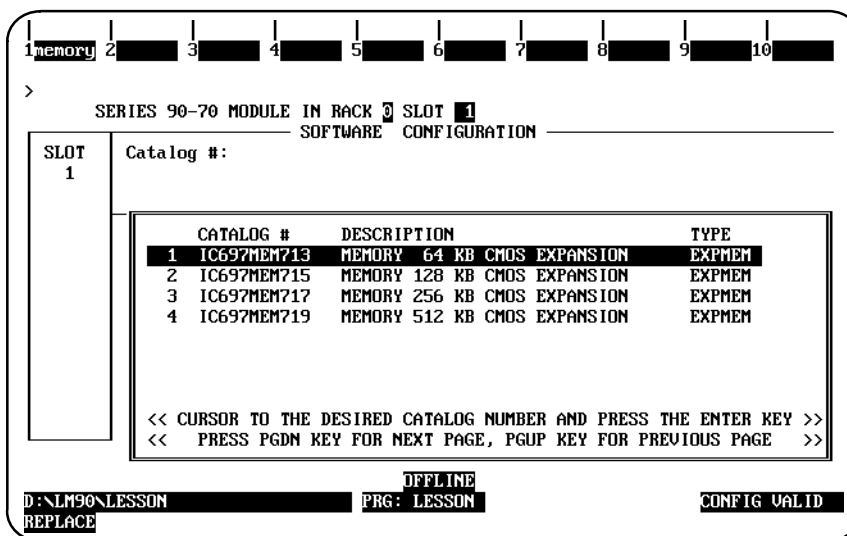 1memory 2 3 4 5 6 7 8 9 10
>
SERIES 90-70 MODULE IN RACK 0 SLOT 1
SOFTWARE CONFIGURATION
SLOT Catalog #:
1
CATALOG # DESCRIPTION TYPE
1 IC697MEM713 MEMORY 64 KB CMOS EXPANSION EXPMEM
2 IC697MEM715 MEMORY 128 KB CMOS EXPANSION EXPMEM
3 IC697MEM717 MEMORY 256 KB CMOS EXPANSION EXPMEM
4 IC697MEM719 MEMORY 512 KB CMOS EXPANSION EXPMEM
<< CURSOR TO THE DESIRED CATALOG NUMBER AND PRESS THE ENTER KEY >>
<< PRESS PGDN KEY FOR NEXT PAGE, PGUP KEY FOR PREVIOUS PAGE >>
OFFLINE
D:\LM90\LESSON PRG: LESSON CONFIG VALID
REPLACE